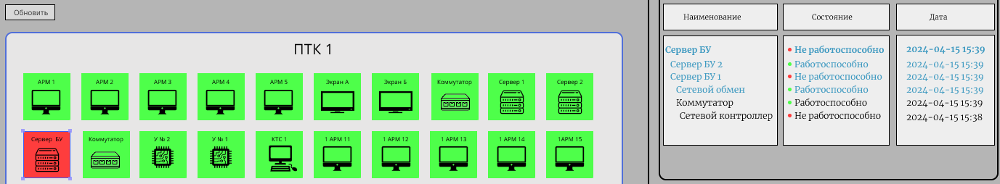 Обновить
ПТК 1
АРМ 1
АРМ 2
АРМ 3
АРМ 4
АРМ 5
Экран А
Экран Б
Коммутатор
Сервер 1
Сервер 2
Сервер БУ
Коммутатор
У № 2
У № 1
КТС 1
1 АРМ 11
1 АРМ 12
1 АРМ 13
1 АРМ 14
1АРМ 15
Наименование Состояние Дата
Сервер БУ Не работоспособно 2024-04-15 15:39
Сервер БУ 2 Работоспособно 2024-04-15 15:39
Сервер БУ 1 Не работоспособно 2024-04-15 15:39
Сетевой обмен Работоспособно 2024-04-15 15:39
Коммутатор Работоспособно 2024-04-15 15:39
Сетевой контроллер Не работоспособно 2024-04-15 15:38